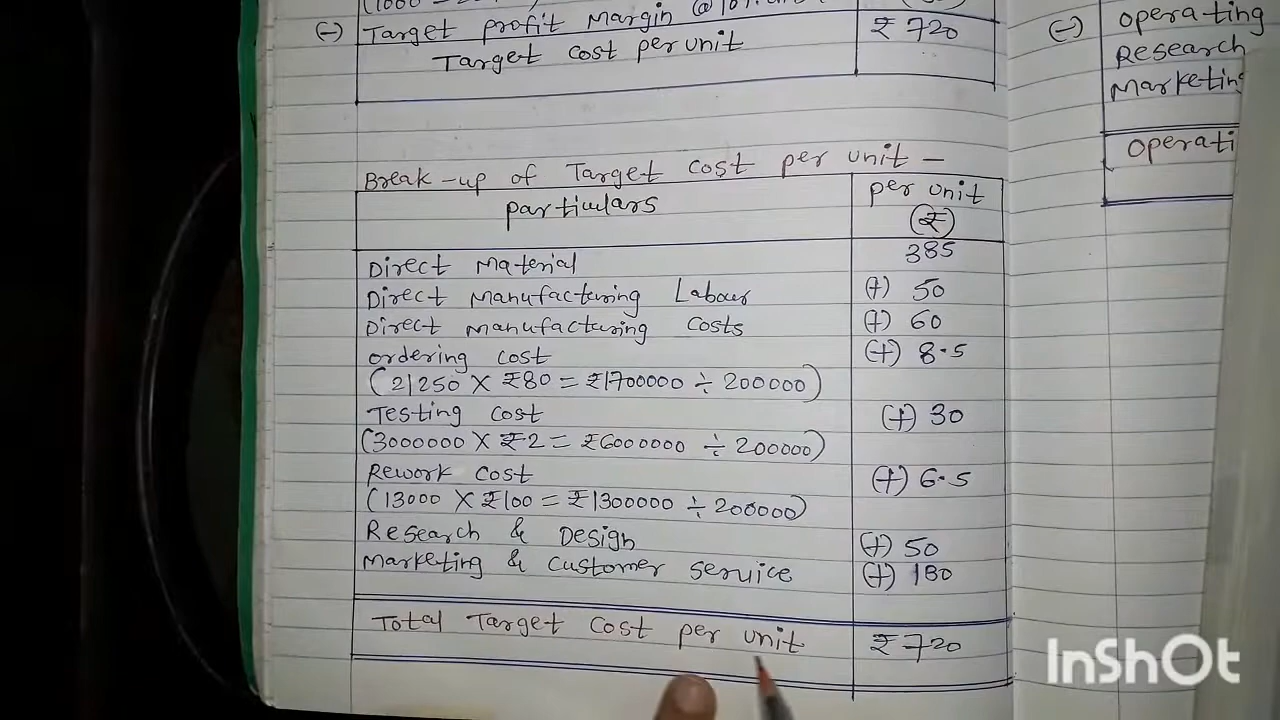 (-) Target profit Margin @
Target cost per unit ₹ 720
Break-up of Target cost per unit -
particulars per unit (₹)
Direct Material 385
Direct Manufacturing Labour (+) 50
Direct Manufacturing Costs (+) 60
ordering cost (+) 8.5
(21250 × ₹80 = ₹1700000 ÷ 200000)
Testing cost (+) 30
(3000000 × ₹2 = ₹6000000 ÷ 200000)
Rework cost (+) 6.5
(13000 × ₹100 = ₹1300000 ÷ 200000)
Research & Design (+) 50
Marketing & customer service (+) 130
Total Target cost per unit ₹ 720
(-) operating
Research
Marketing
operati
InShOt